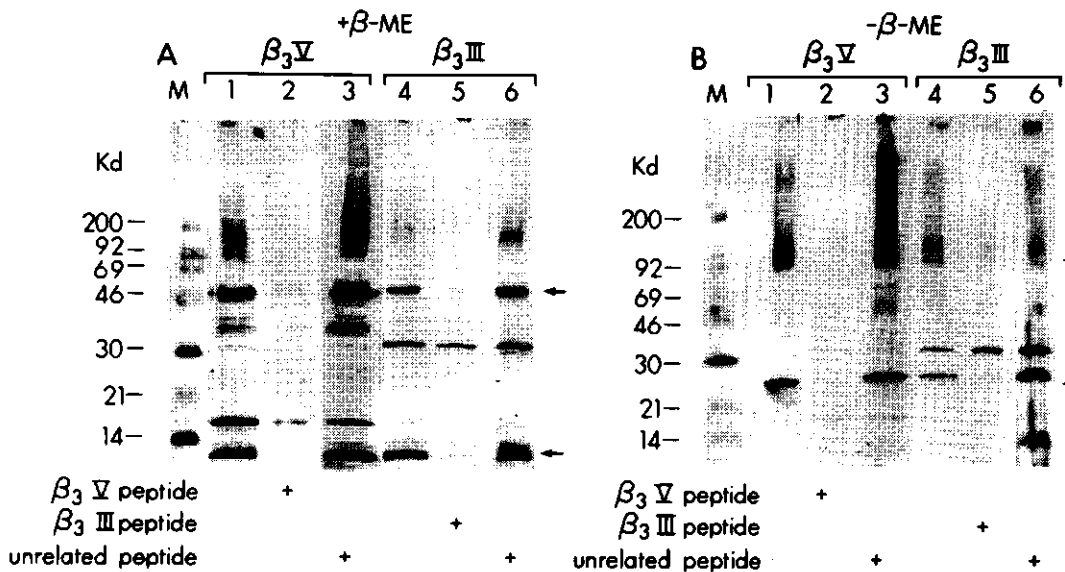 +β-ME
A
β₃V
β₃III
M 1 2 3 4 5 6
Kd
200–
92–
69–
46–
30–
21–
14–
β₃ V peptide +
β₃ III peptide +
unrelated peptide + +
-β-ME
B
β₃V
β₃III
M 1 2 3 4 5 6
200–
92–
69–
46–
30–
21–
14–
β₃ V peptide +
β₃ III peptide +
unrelated peptide + +